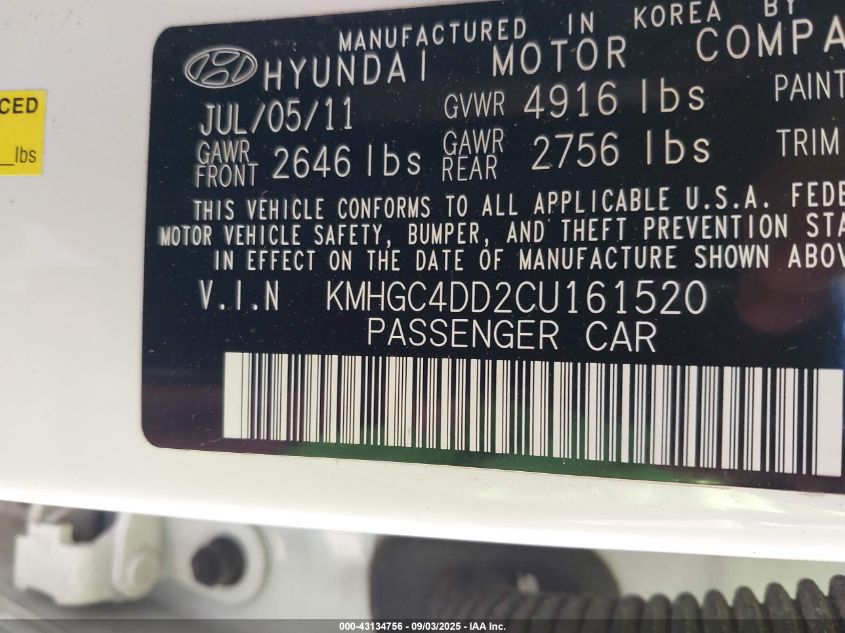 CED
lbs
MANUFACTURED IN KOREA BY
HYUNDAI MOTOR COMPA
JUL/05/11 GVWR 4916 lbs PAINT
GAWR FRONT 2646 lbs GAWR REAR 2756 lbs TRIM
THIS VEHICLE CONFORMS TO ALL APPLICABLE U.S.A. FEDE
MOTOR VEHICLE SAFETY, BUMPER, AND THEFT PREVENTION STA
IN EFFECT ON THE DATE OF MANUFACTURE SHOWN ABOV
V.I.N KMHGC4DD2CU161520
PASSENGER CAR
000-43134756 - 09/03/2025 - IAA Inc.